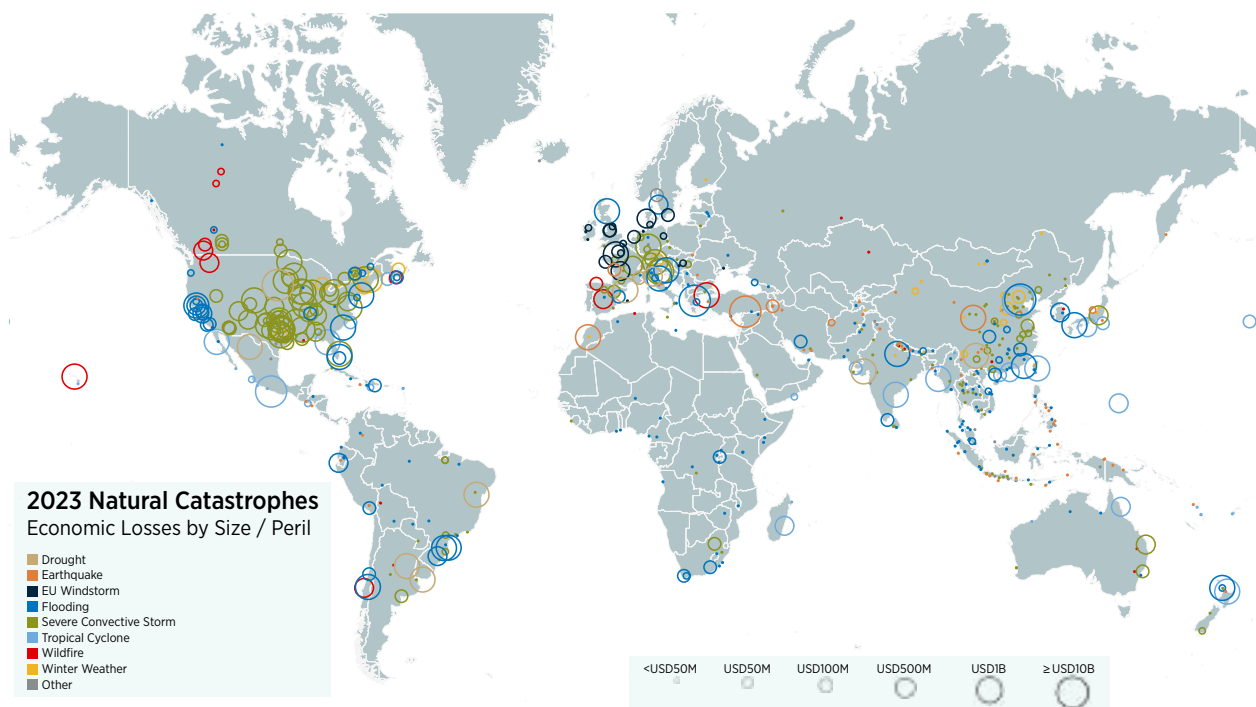 2023 Natural Catastrophes
Economic Losses by Size / Peril
Drought
Earthquake
EU Windstorm
Flooding
Severe Convective Storm
Tropical Cyclone
Wildfire
Winter Weather
Other
<USD50M USD50M USD100M USD500M USD1B ≥USD10B